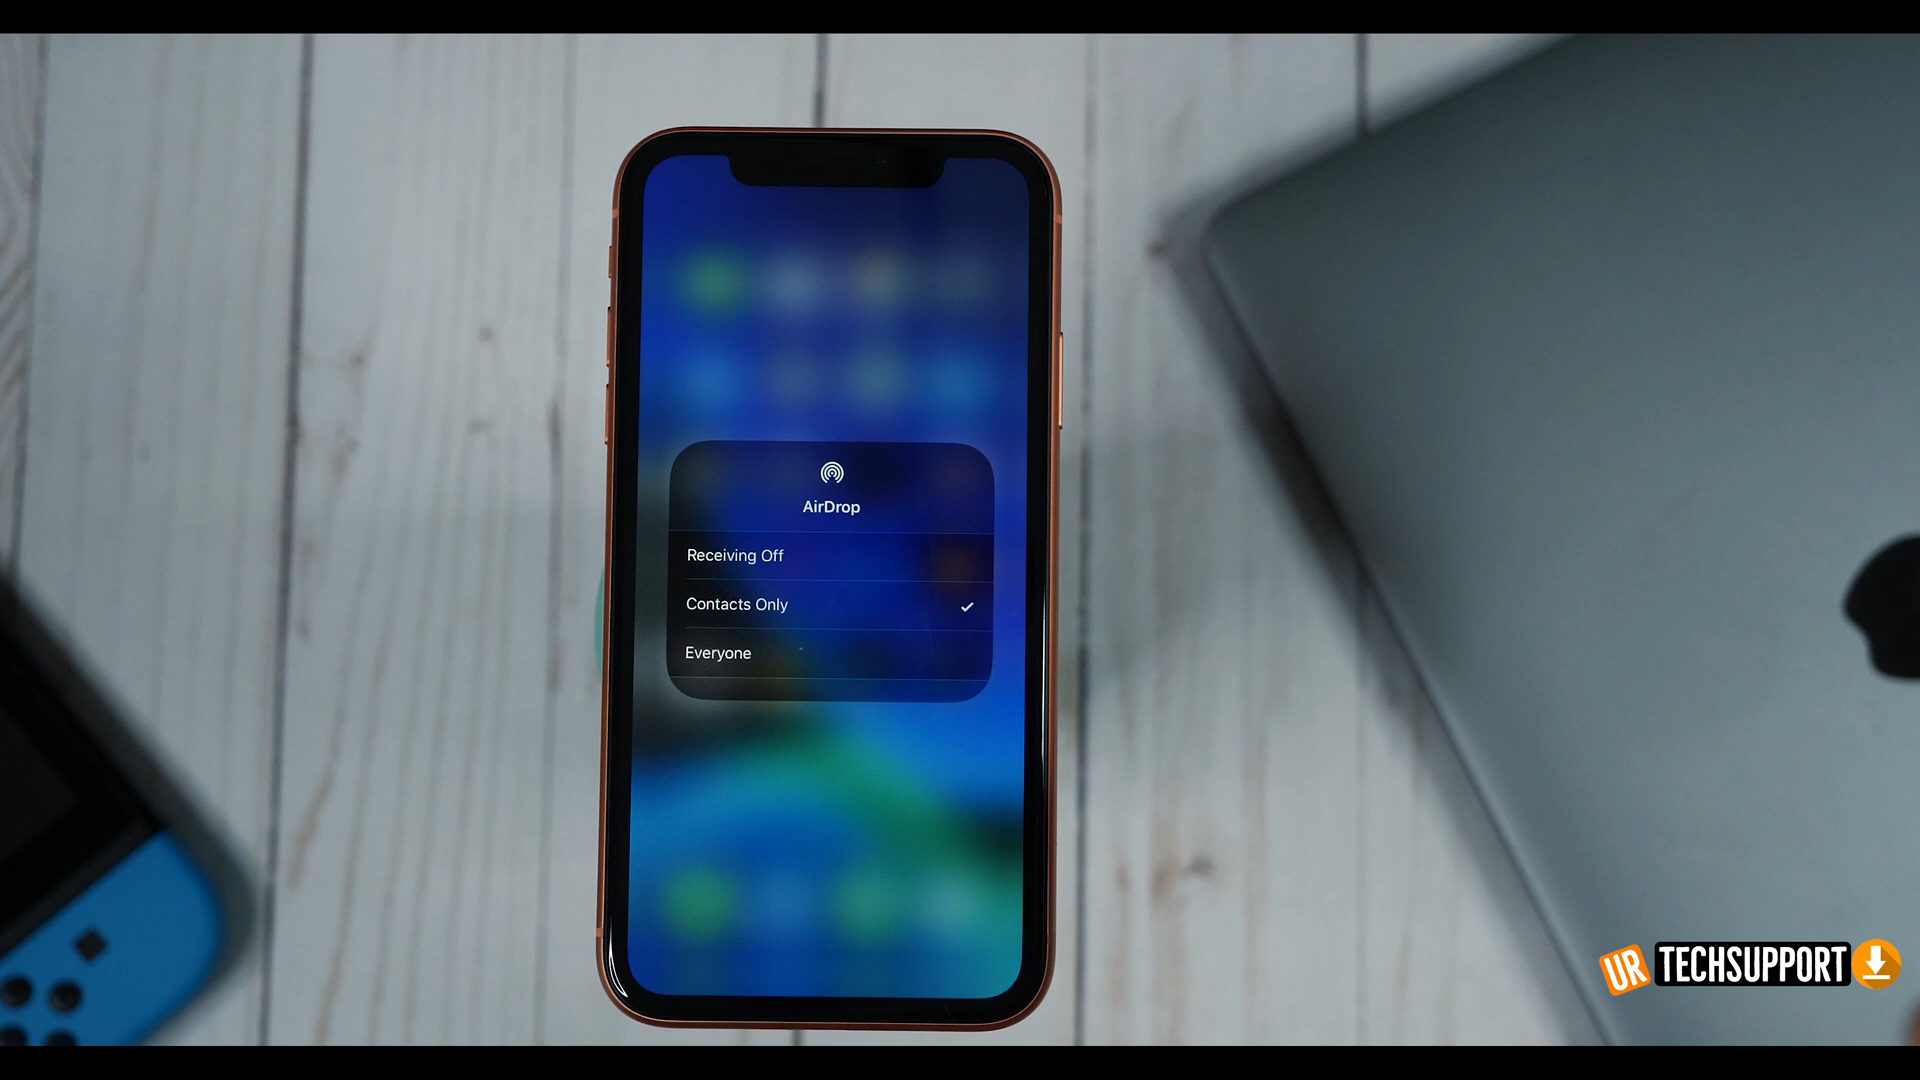 AirDrop
Receiving Off
Contacts Only
Everyone
UR TECHSUPPORT